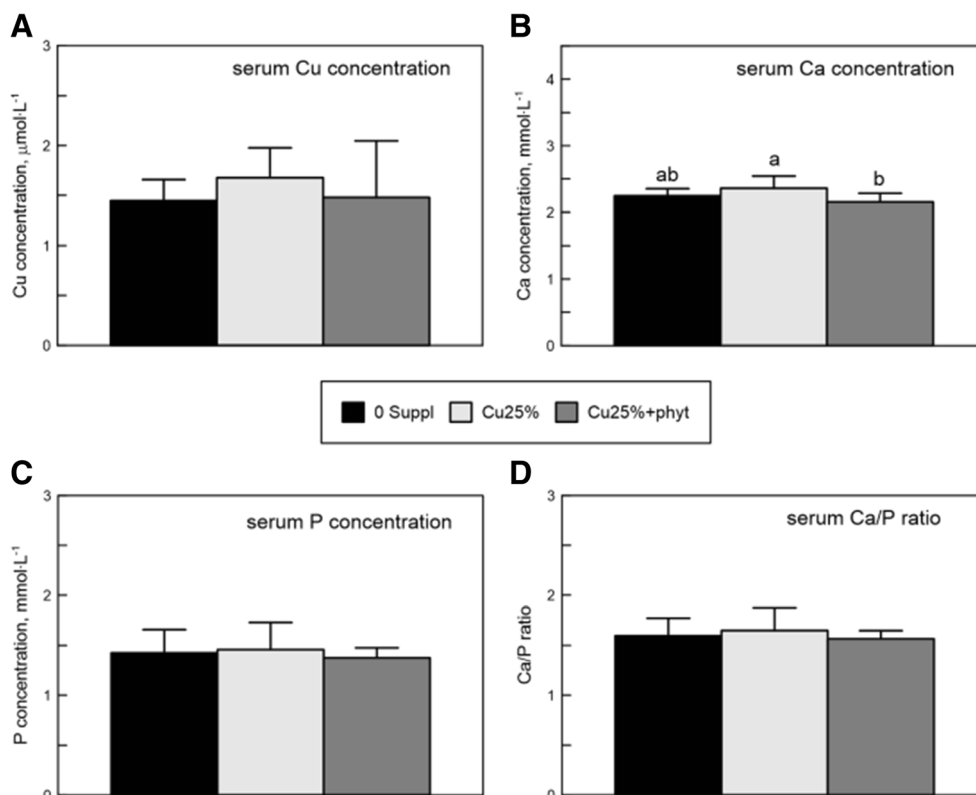 A
serum Cu concentration
Cu concentration, µmol·L⁻¹
3
2
1
0
B
serum Ca concentration
Ca concentration, mmol·L⁻¹
4
3
2
1
0
ab
a
b
0 Suppl Cu25% Cu25%+phyt
C
serum P concentration
P concentration, mmol·L⁻¹
3
2
1
0
D
serum Ca/P ratio
Ca/P ratio
3
2
1
0